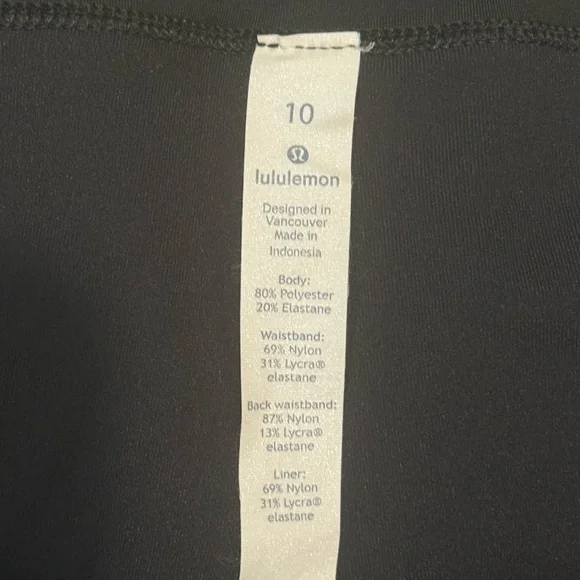 10
lululemon
Designed in
Vancouver
Made in
Indonesia
Body:
80% Polyester
20% Elastane
Waistband:
69% Nylon
31% Lycra®
elastane
Back waistband:
87% Nylon
13% Lycra®
elastane
Liner:
69% Nylon
31% Lycra®
elastane